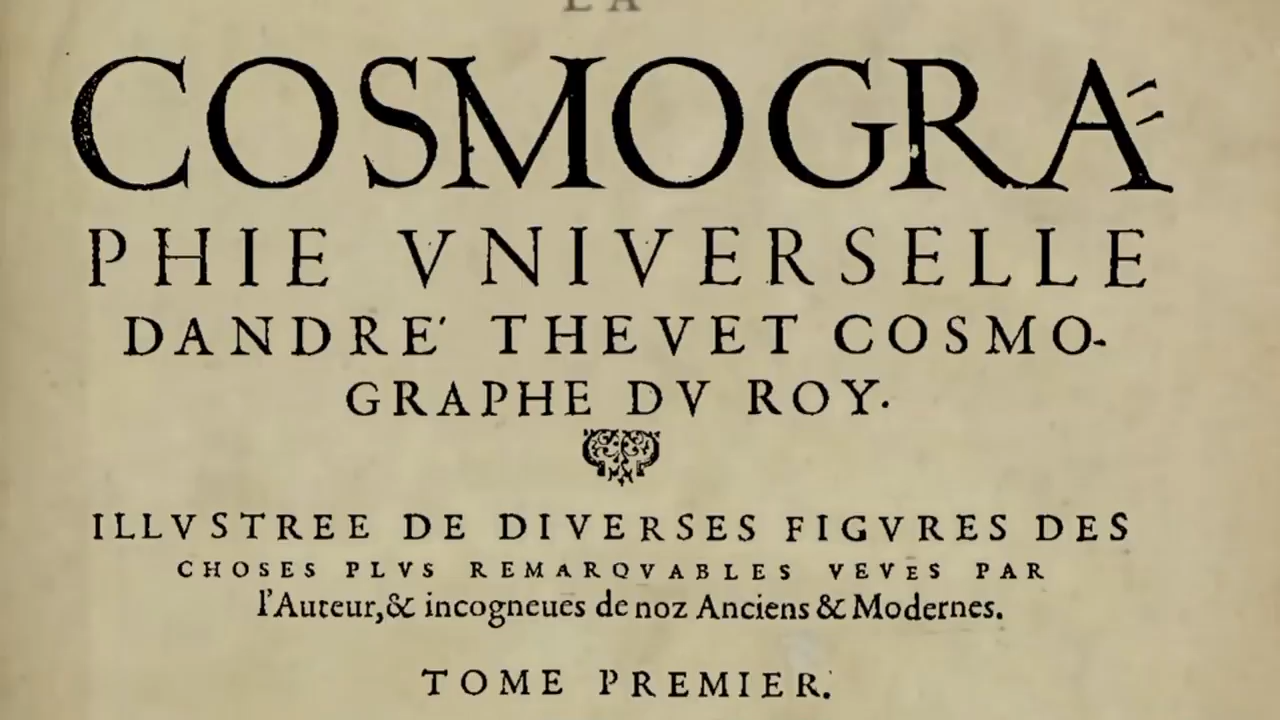 LA
COSMOGRA=
PHIE VNIVERSELLE
DANDRE' THEVET COSMO-
GRAPHE DV ROY.
ILLVSTREE DE DIVERSES FIGVRES DES
CHOSES PLVS REMARQVABLES VEVES PAR
l'Auteur, & incogneues de noz Anciens & Modernes.
TOME PREMIER.